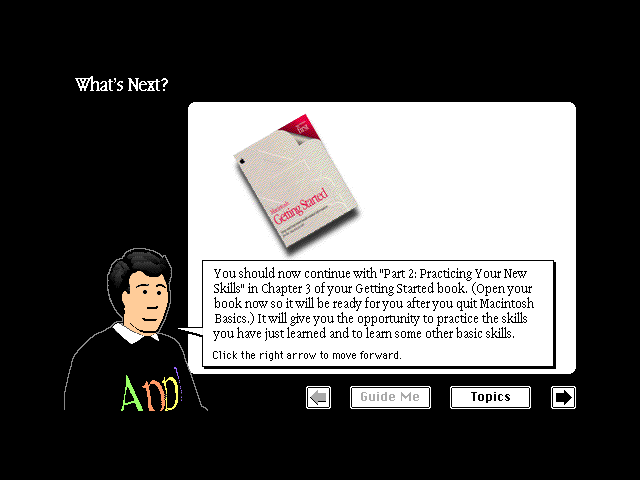 What's Next?
first
Macintosh
Getting Started
You should now continue with "Part 2: Practicing Your New
Skills" in Chapter 3 of your Getting Started book. (Open your
book now so it will be ready for you after you quit Macintosh
Basics.) It will give you the opportunity to practice the skills
you have just learned and to learn some other basic skills.
Click the right arrow to move forward.
Appl
Guide Me
Topics